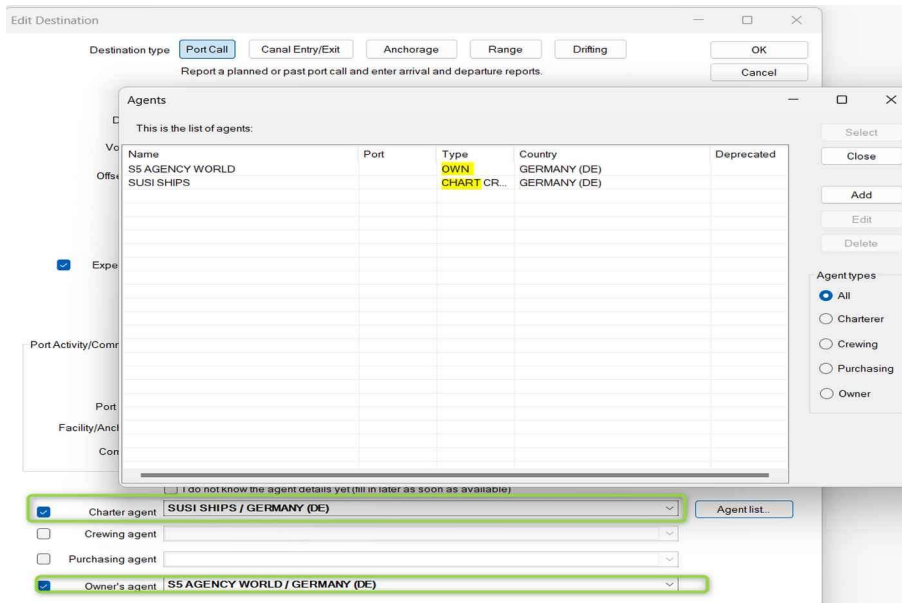 Edit Destination
Destination type Port Call Canal Entry/Exit Anchorage Range Drifting OK
Report a planned or past port call and enter arrival and departure reports. Cancel
Agents
This is the list of agents:
Select
Name Port Type Country Deprecated Close
S5 AGENCY WORLD OWN GERMANY (DE)
SUSI SHIPS CHART CR... GERMANY (DE)
Add
Edit
Delete
Agent types
All
Charterer
Crewing
Purchasing
Owner
D
Vo
Offse
Expe
Port Activity/Comr
Port
Facility/Ancl
Con
I do not know the agent details yet (fill in later as soon as available)
Charter agent SUSI SHIPS / GERMANY (DE) Agent list...
Crewing agent
Purchasing agent
Owner's agent S5 AGENCY WORLD / GERMANY (DE)